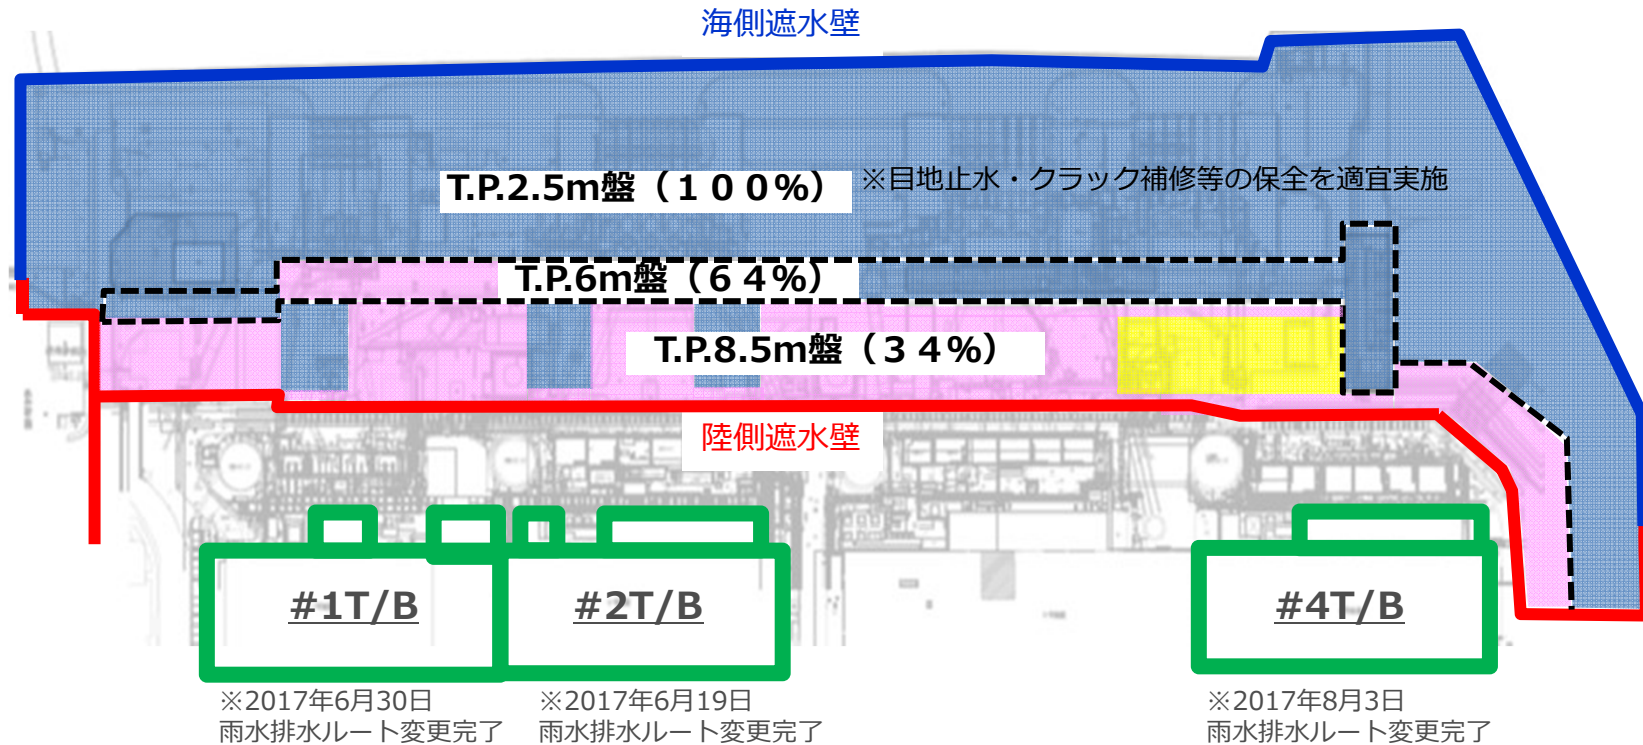 海側遮水壁
T.P.2.5m盤（１００%）
※目地止水・クラック補修等の保全を適宜実施
T.P.6m盤（６４%）
T.P.8.5m盤（３４%）
陸側遮水壁
#1T/B
#2T/B
#4T/B
※2017年6月30日
雨水排水ルート変更完了
※2017年6月19日
雨水排水ルート変更完了
※2017年8月3日
雨水排水ルート変更完了